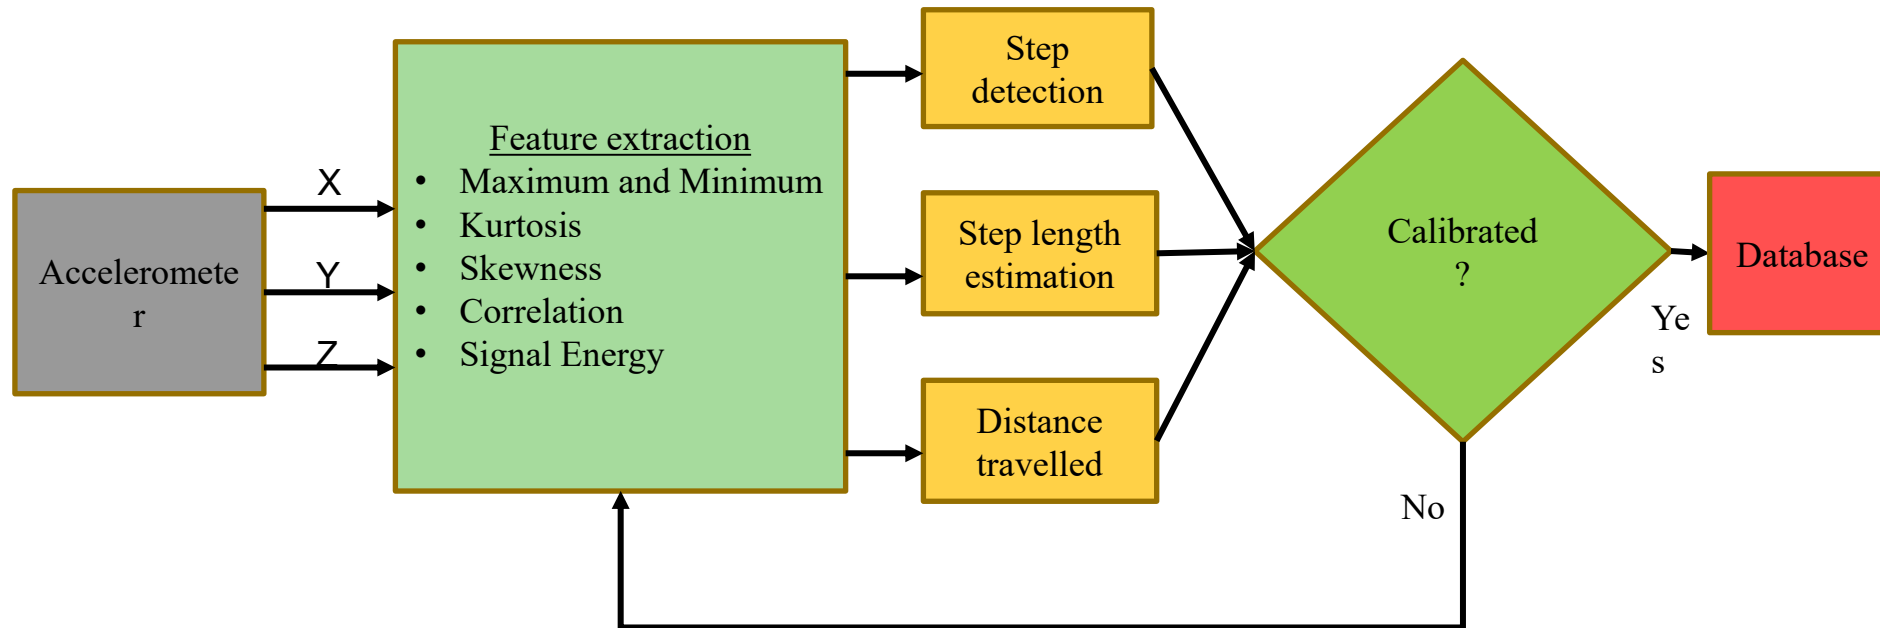 Acceleromete
r
X
Y
Z
Feature extraction
• Maximum and Minimum
• Kurtosis
• Skewness
• Correlation
• Signal Energy
Step
detection
Step length
estimation
Distance
travelled
Calibrated
?
Ye
s
No
Database